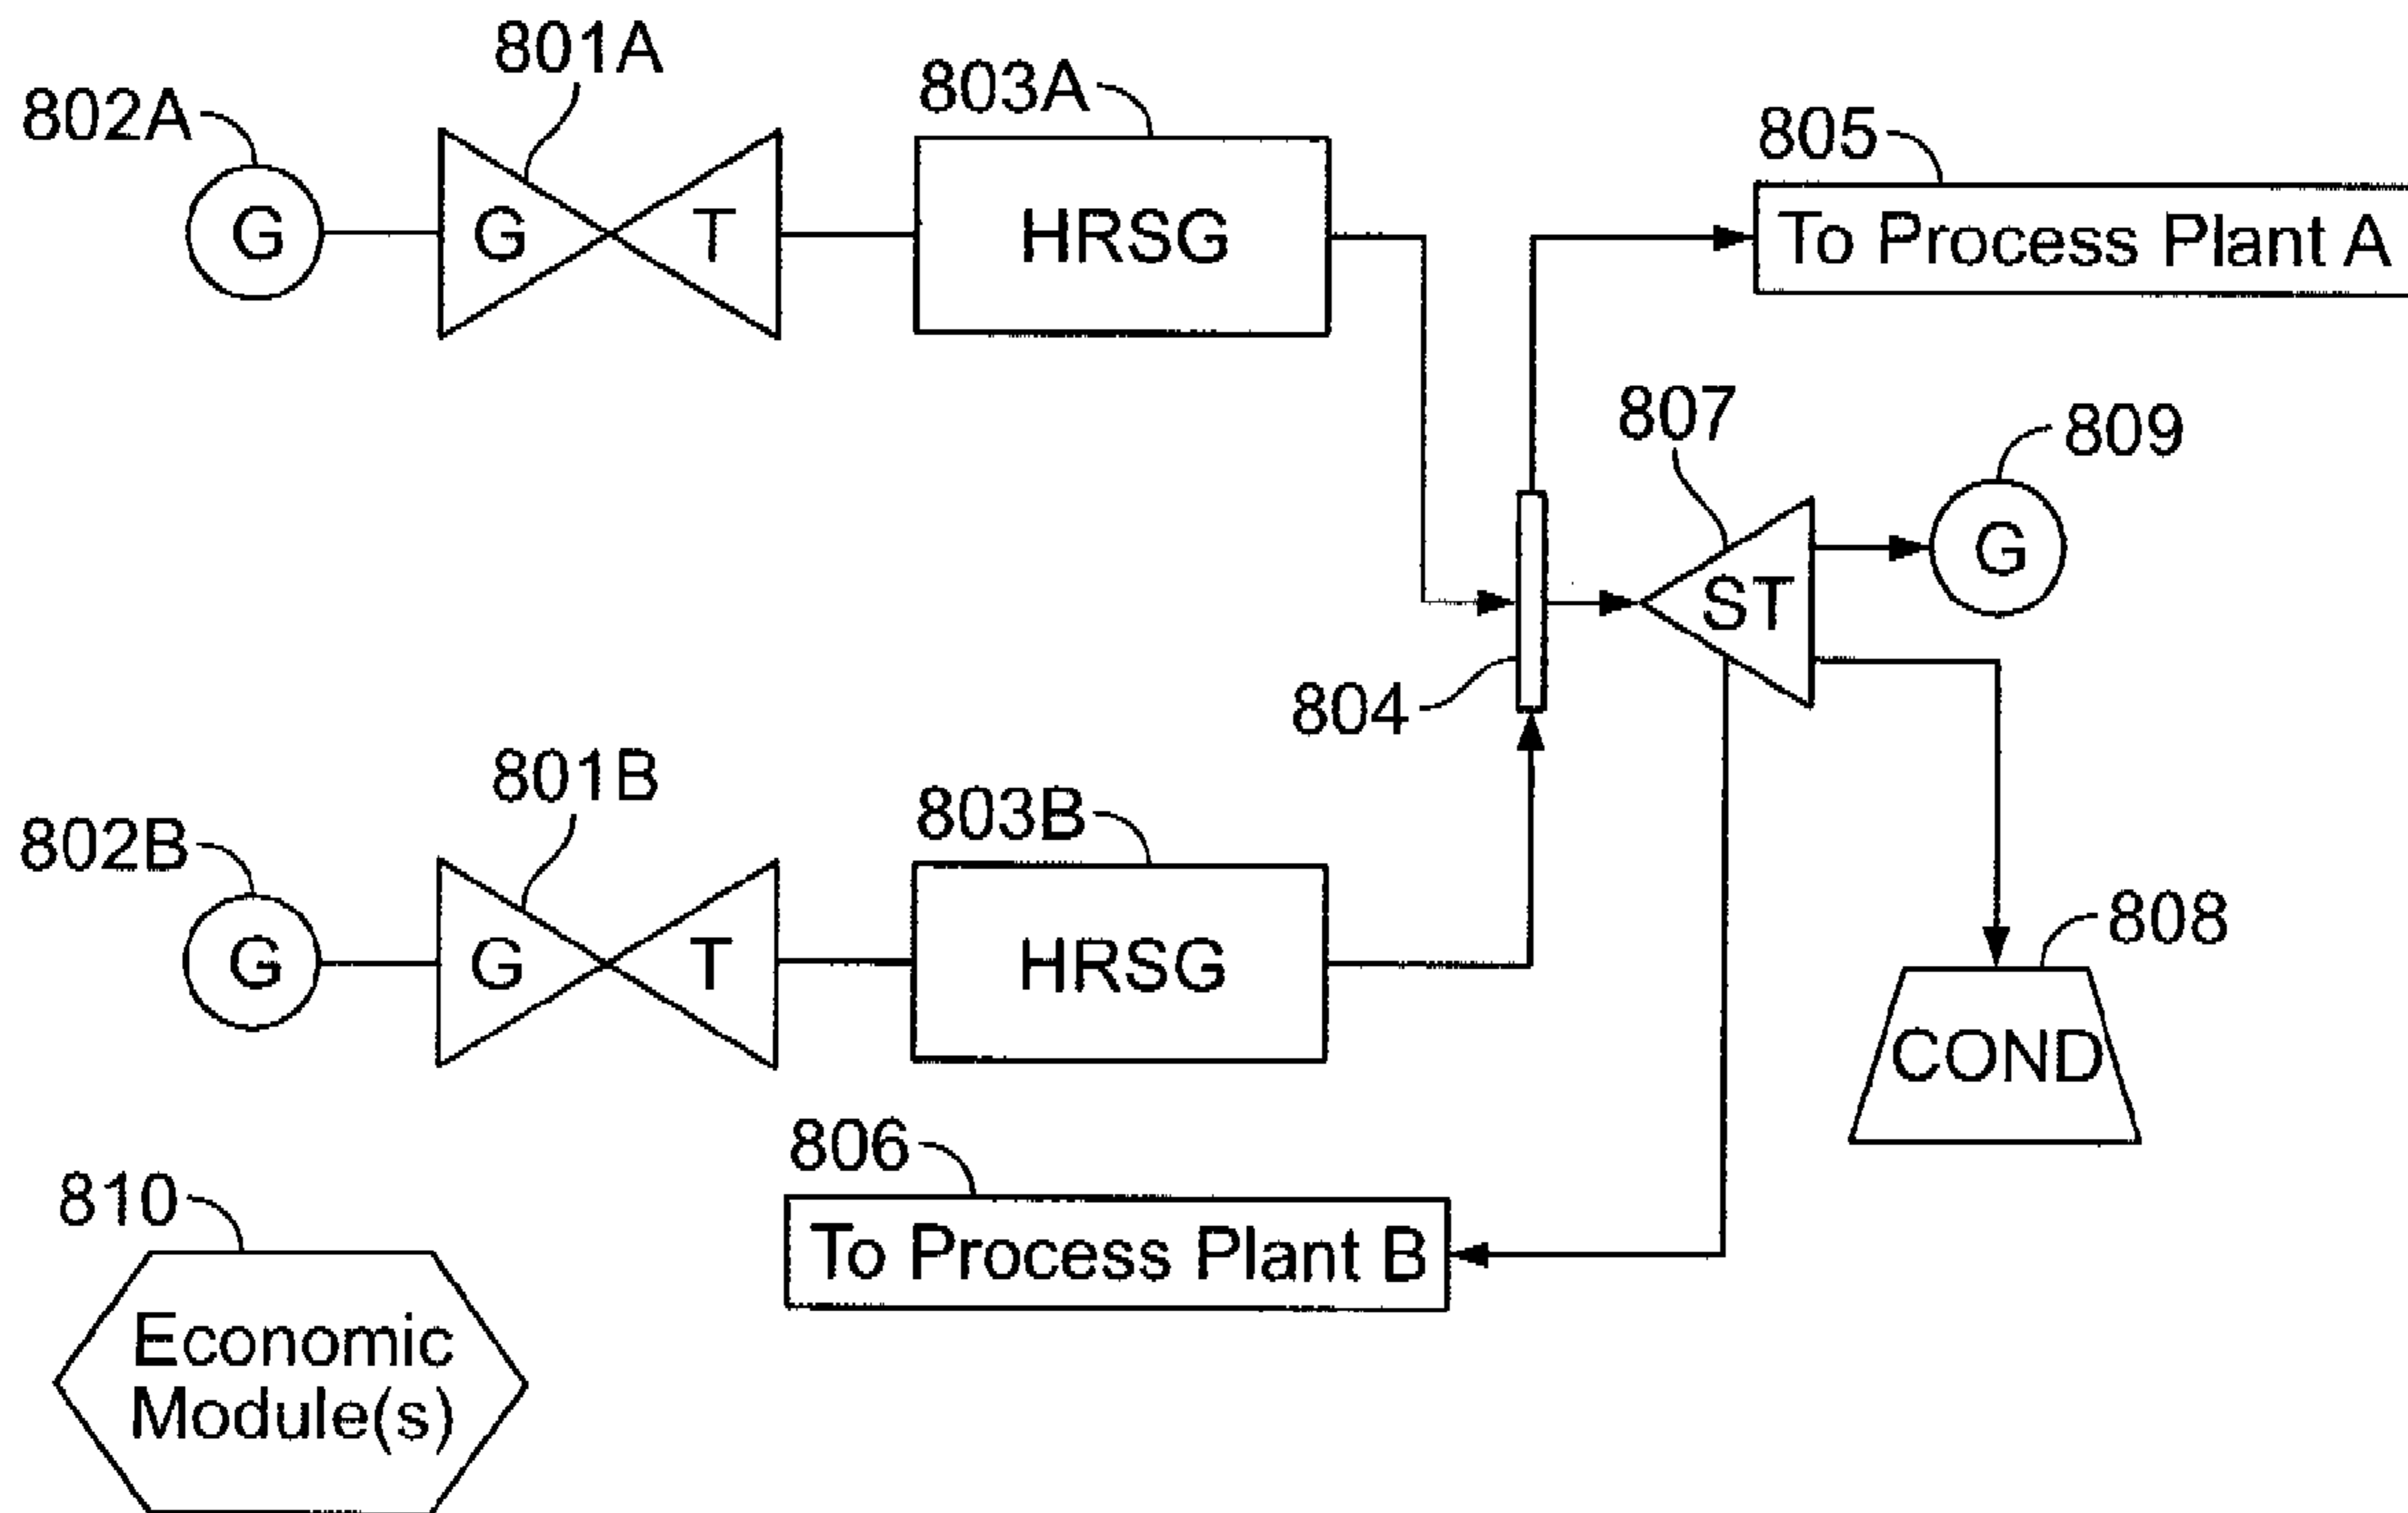 801A
803A
802A
805
G
G
T
HRSG
To Process Plant A
807
809
G
ST
804
801B
803B
802B
808
G
G
T
HRSG
COND
806
810
To Process Plant B
Economic
Module(s)